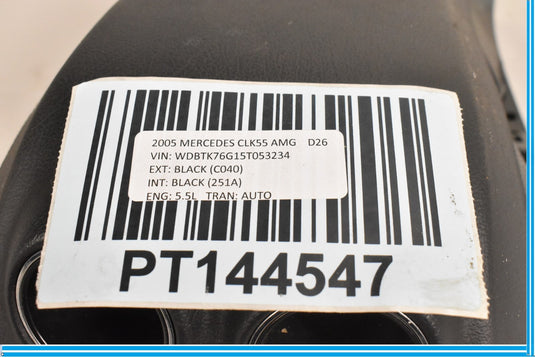 2005 MERCEDES CLK55 AMG D26
VIN: WDBTK76G15T053234
EXT: BLACK (C040)
INT: BLACK (251A)
ENG: 5.5L TRAN: AUTO
PT144547